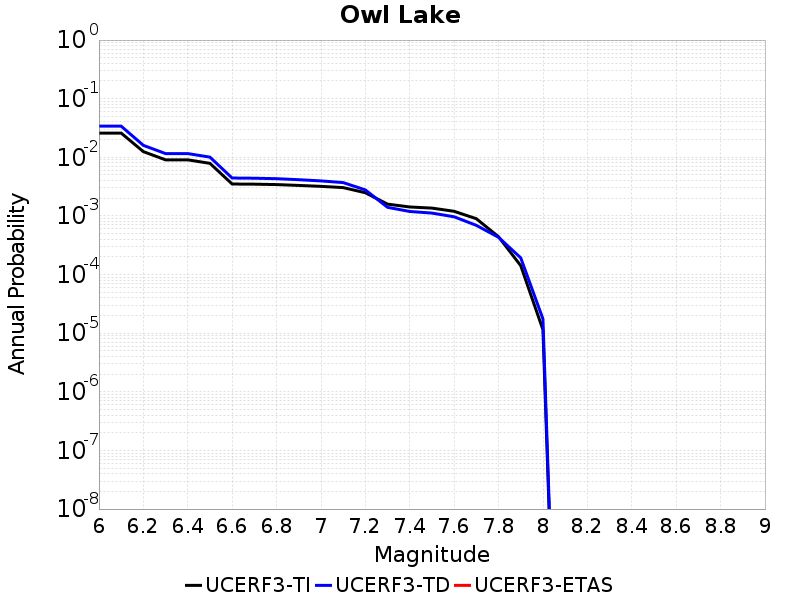 Owl Lake
Annual Probability
10^0
10^-1
10^-2
10^-3
10^-4
10^-5
10^-6
10^-7
10^-8
6 6.2 6.4 6.6 6.8 7 7.2 7.4 7.6 7.8 8 8.2 8.4 8.6 8.8 9
Magnitude
UCERF3-TI UCERF3-TD UCERF3-ETAS